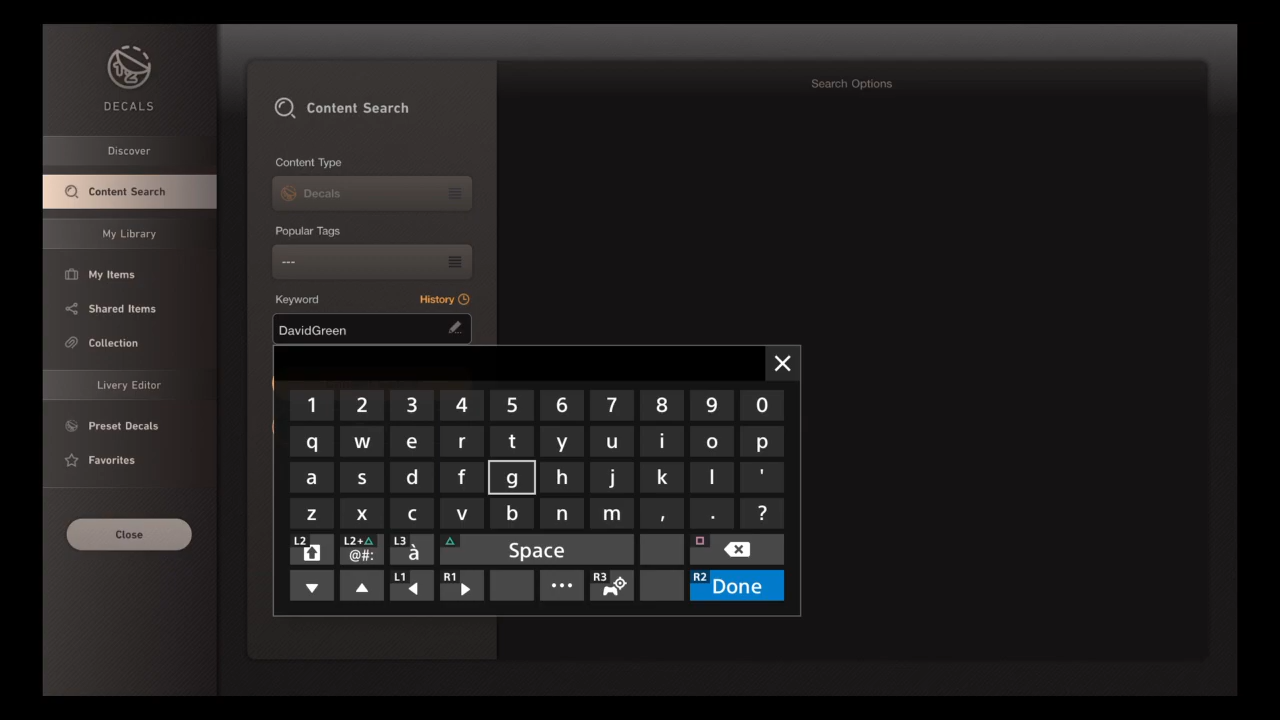 DECALS
Discover
Content Search
My Library
My Items
Shared Items
Collection
Livery Editor
Preset Decals
Favorites
Close
Content Search
Content Type
Decals
Popular Tags
---
Keyword History
DavidGreen
Search Options
1 2 3 4 5 6 7 8 9 0
q w e r t y u i o p
a s d f g h j k l '
z x c v b n m , . ?
L2 L2+△ @#: L3 à △ Space □
L1 R1 ... R3 R2 Done